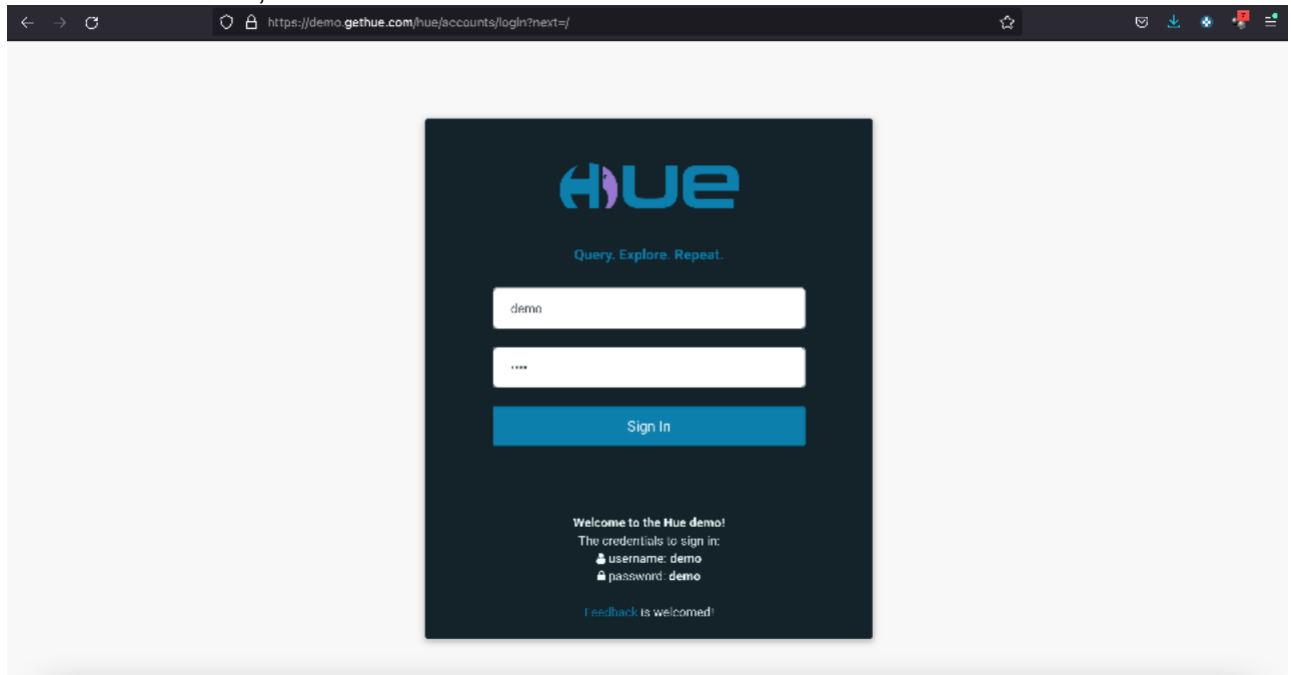 https://demo.gethue.com/hue/accounts/login?next=/
HUE
Query. Explore. Repeat.
demo
••••
Sign In
Welcome to the Hue demo!
The credentials to sign in:
username: demo
password: demo
Feedback is welcomed!